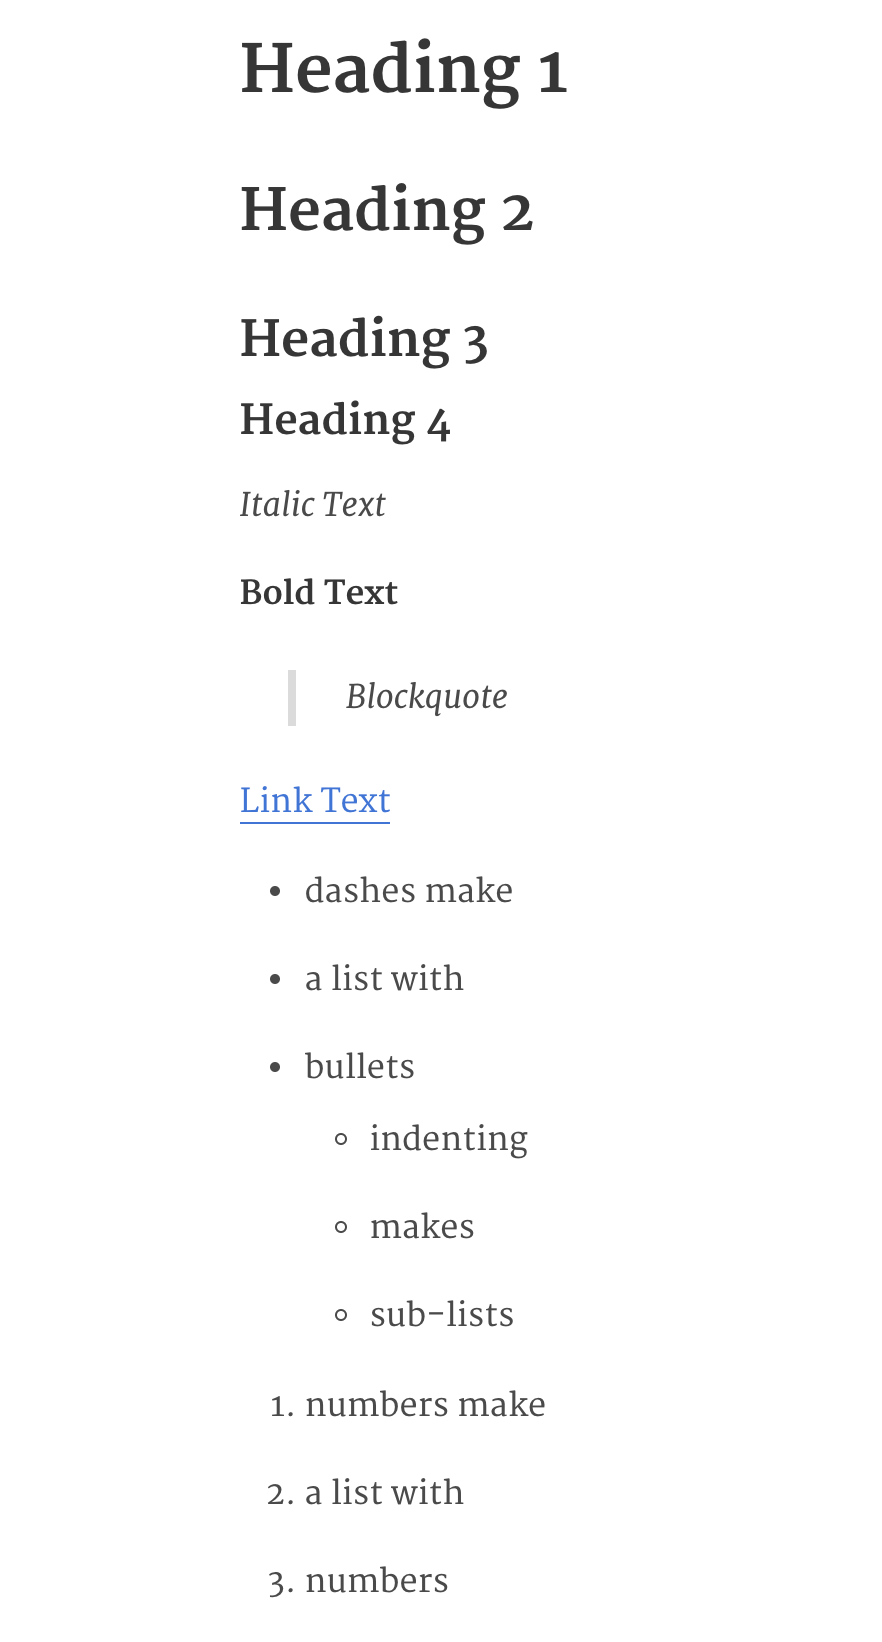 Heading 1
Heading 2
Heading 3
Heading 4
Italic Text
Bold Text
Blockquote
Link Text
• dashes make
• a list with
• bullets
◦ indenting
◦ makes
◦ sub-lists
1. numbers make
2. a list with
3. numbers